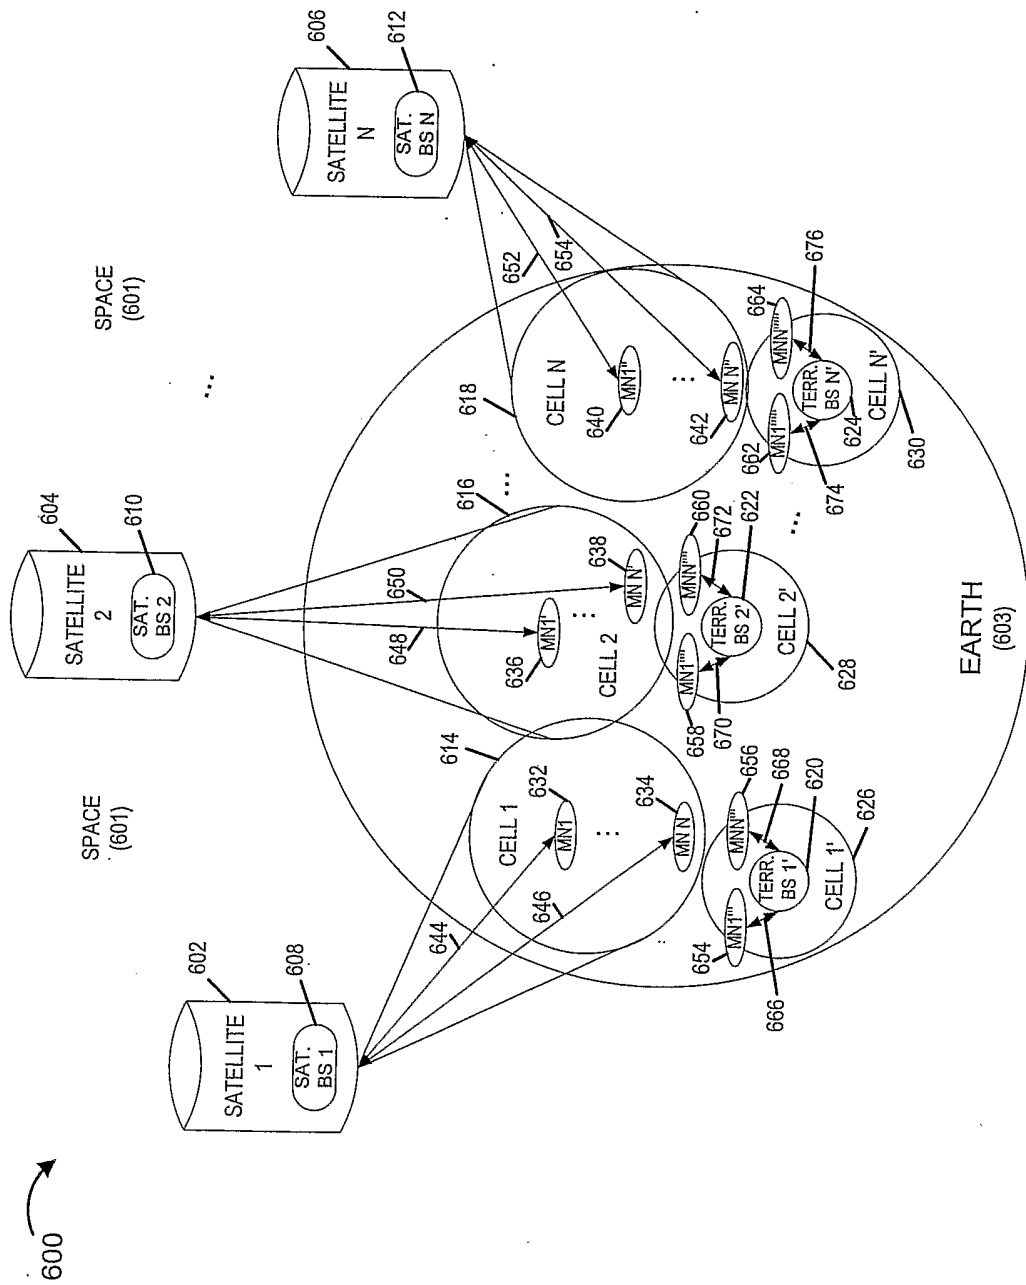 600
SPACE
(601)
SPACE
(601)
...
602
608
SATELLITE
1
SAT.
BS 1
604
610
SATELLITE
2
SAT.
BS 2
606
612
SATELLITE
N
SAT.
BS N
614
CELL 1
632
MN1
...
634
MN N
644
646
616
CELL 2
636
MN1'
...
638
MN N'
648
650
...
618
CELL N
640
MN1''
...
642
MN N''
652
654
654
MN1'''
656
MNN'''
TERR.
BS 1'
CELL 1'
666
668
620
626
658
MN1''''
660
MNN''''
TERR.
BS 2'
CELL 2'
670
672
622
628
...
662
MN1'''''
664
MNN'''''
TERR.
BS N'
CELL N'
674
676
624
630
EARTH
(603)